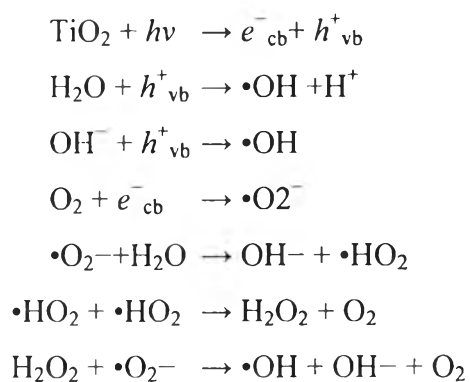 TiO₂ + hν → e⁻cb+ h⁺vb
H₂O + h⁺vb → •OH +H⁺
OH⁻ + h⁺vb → •OH
O₂ + e⁻cb → •O2⁻
•O₂−+H₂O → OH− + •HO₂
•HO₂ + •HO₂ → H₂O₂ + O₂
H₂O₂ + •O₂− → •OH + OH− + O₂